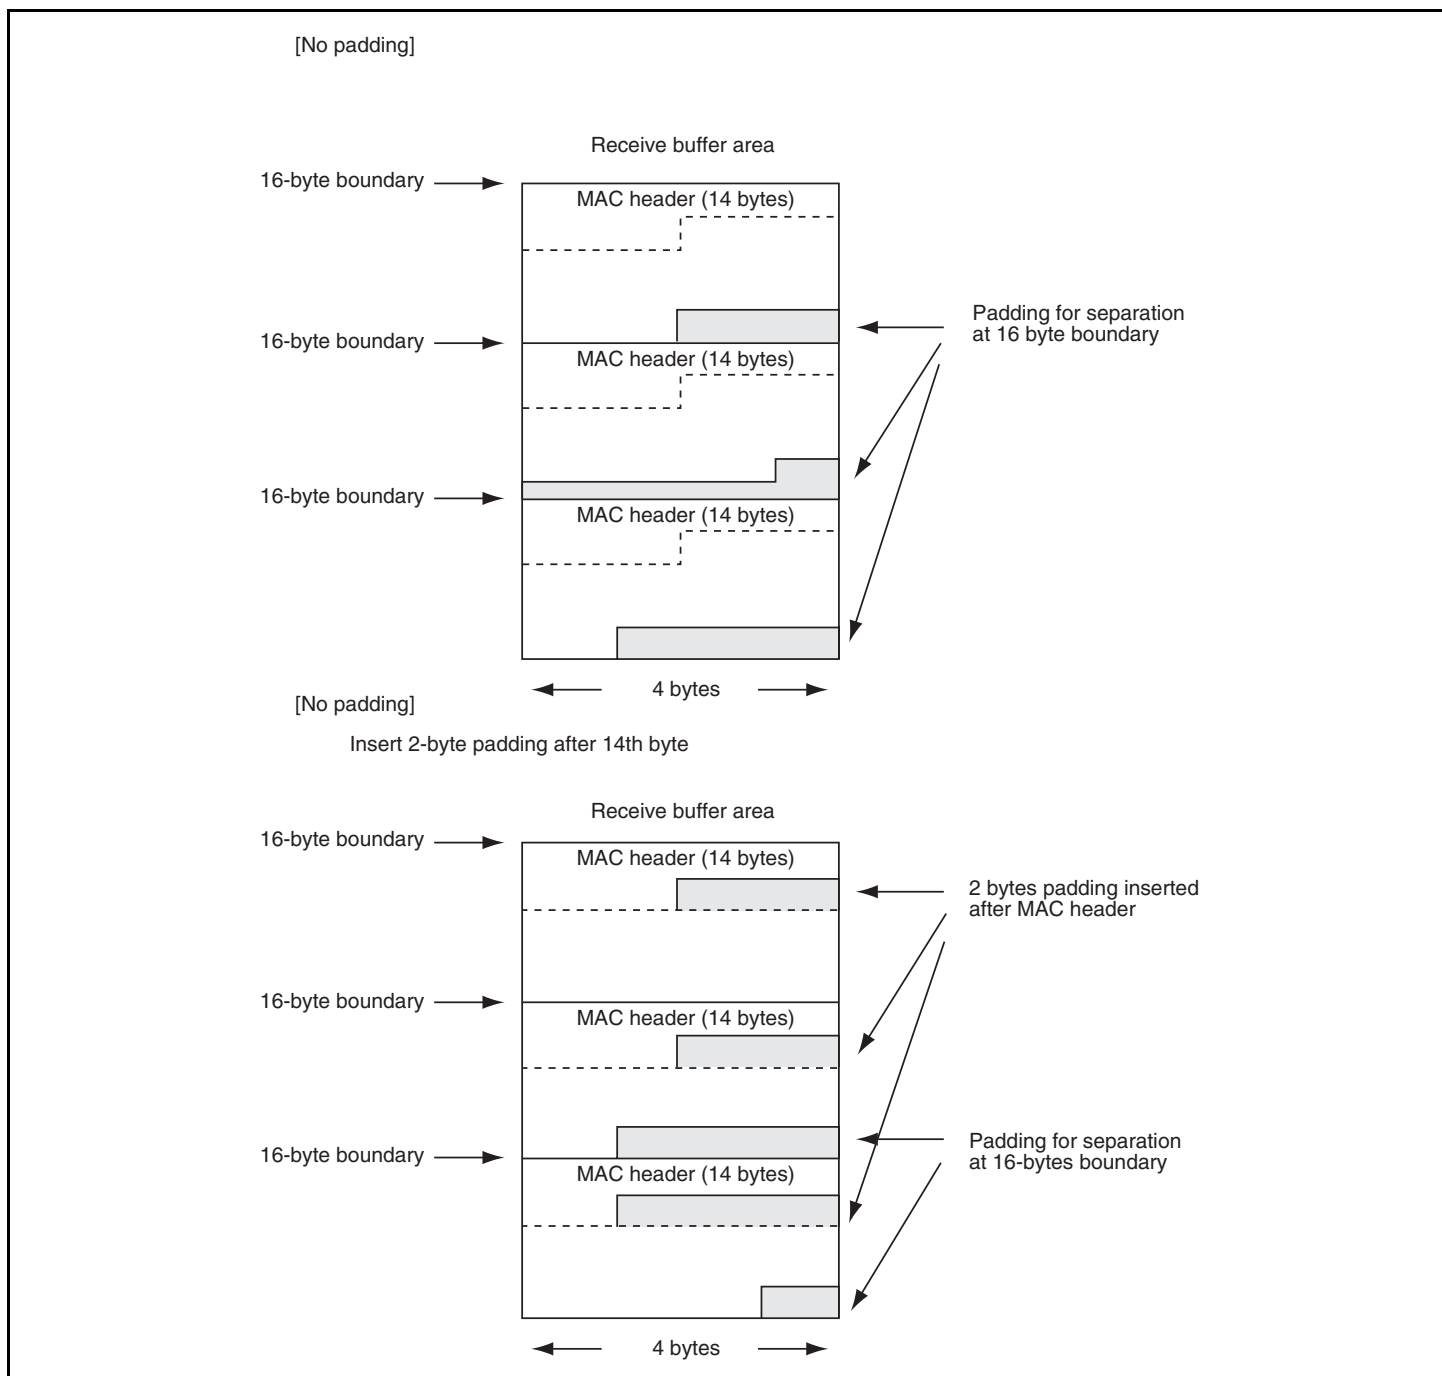 [No padding]
Receive buffer area
16-byte boundary
MAC header (14 bytes)
Padding for separation
at 16 byte boundary
16-byte boundary
MAC header (14 bytes)
16-byte boundary
MAC header (14 bytes)
4 bytes
[No padding]
Insert 2-byte padding after 14th byte
Receive buffer area
16-byte boundary
MAC header (14 bytes)
2 bytes padding inserted
after MAC header
16-byte boundary
MAC header (14 bytes)
16-byte boundary
MAC header (14 bytes)
Padding for separation
at 16-bytes boundary
4 bytes